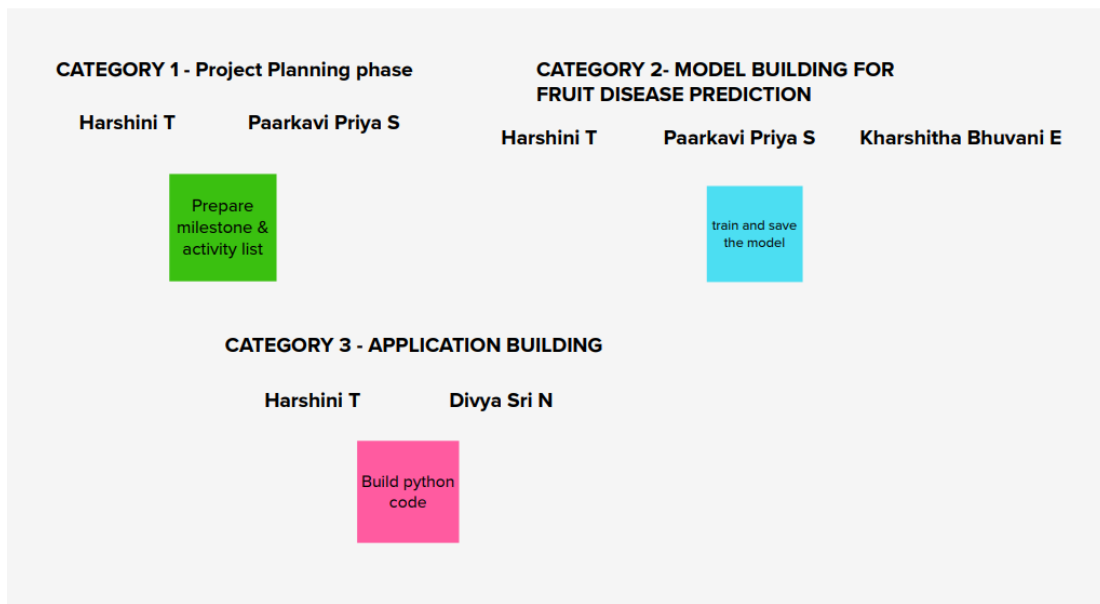 CATEGORY 1 - Project Planning phase
Harshini T Paarkavi Priya S
Prepare
milestone &
activity list
CATEGORY 2- MODEL BUILDING FOR
FRUIT DISEASE PREDICTION
Harshini T Paarkavi Priya S Kharshitha Bhuvani E
train and save
the model
CATEGORY 3 - APPLICATION BUILDING
Harshini T Divya Sri N
Build python
code